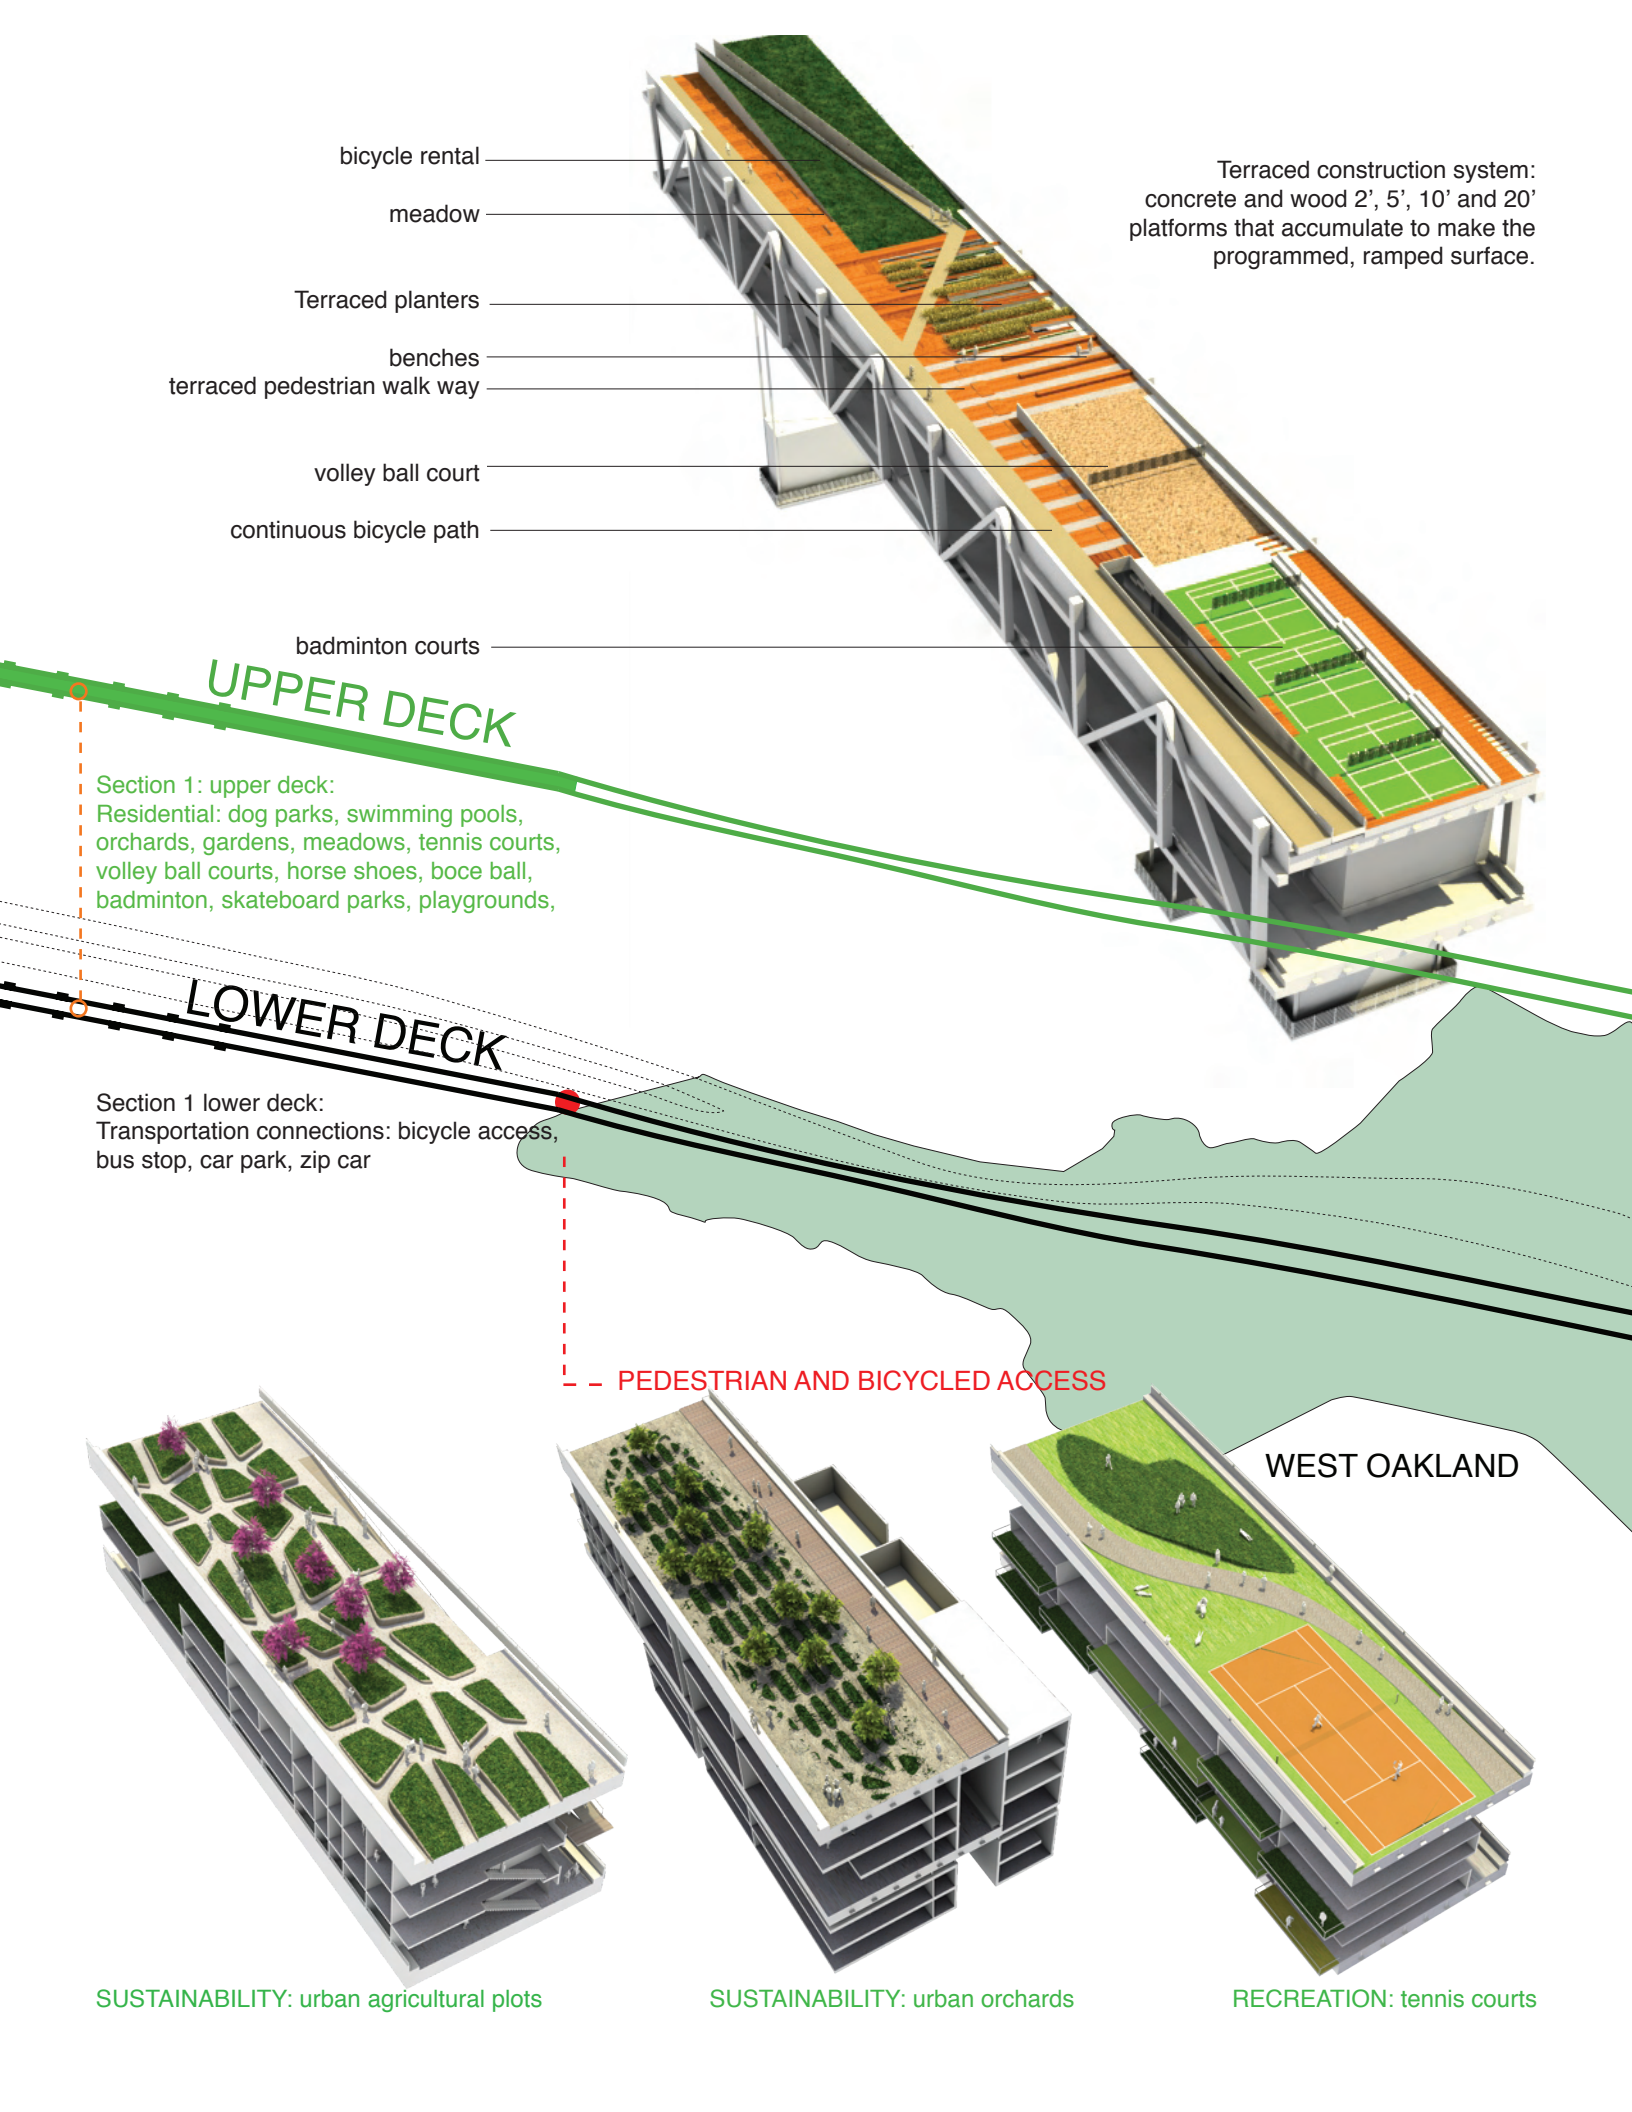 bicycle rental
meadow
Terraced planters
benches
terraced pedestrian walk way
volley ball court
continuous bicycle path
badminton courts
Terraced construction system:
concrete and wood 2’, 5’, 10’ and 20’
platforms that accumulate to make the
programmed, ramped surface.
UPPER DECK
Section 1: upper deck:
Residential: dog parks, swimming pools,
orchards, gardens, meadows, tennis courts,
volley ball courts, horse shoes, boce ball,
badminton, skateboard parks, playgrounds,
LOWER DECK
Section 1 lower deck:
Transportation connections: bicycle access,
bus stop, car park, zip car
PEDESTRIAN AND BICYCLED ACCESS
WEST OAKLAND
SUSTAINABILITY: urban agricultural plots
SUSTAINABILITY: urban orchards
RECREATION: tennis courts